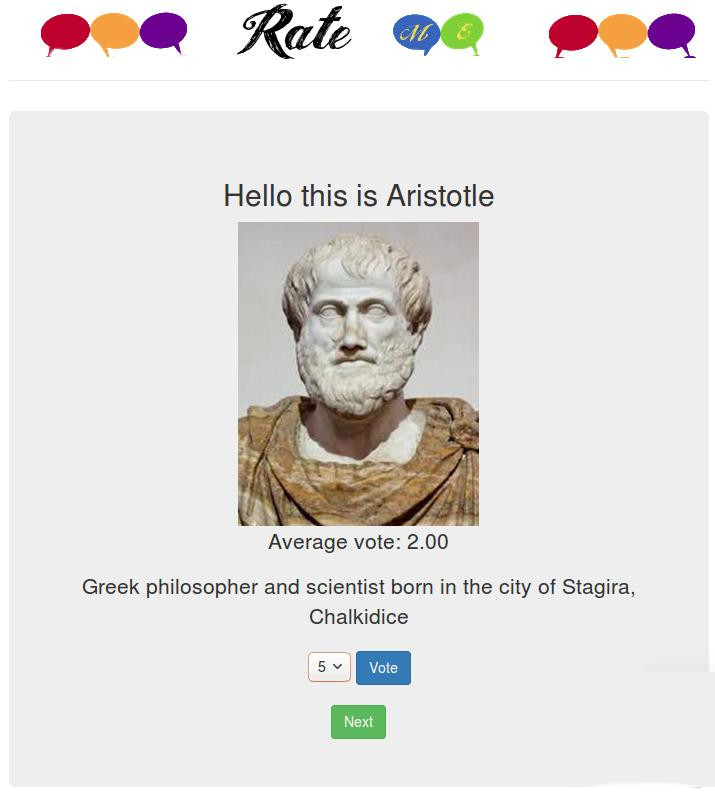 Rate M E
Hello this is Aristotle
Average vote: 2.00
Greek philosopher and scientist born in the city of Stagira,
Chalkidice
5 Vote
Next